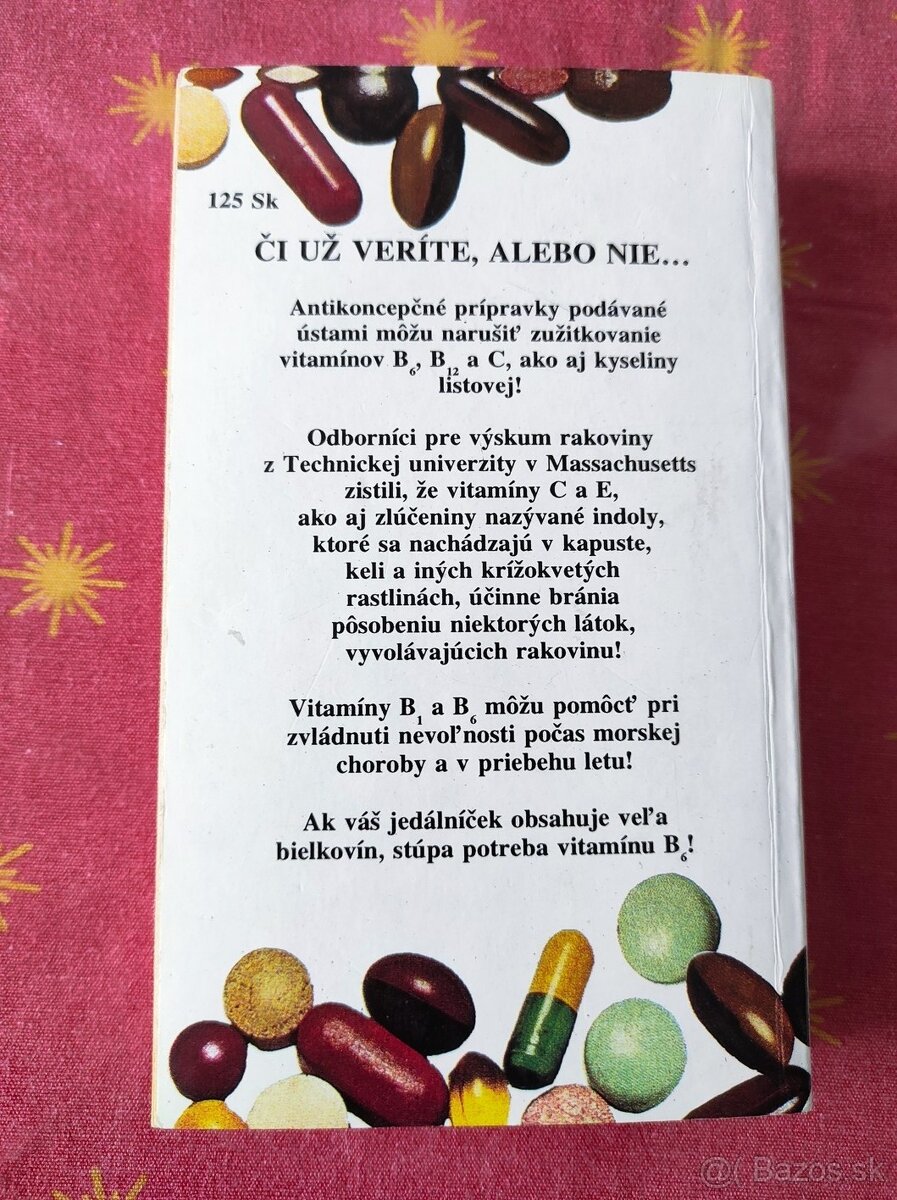 125 Sk
ČI UŽ VERÍTE, ALEBO NIE...
Antikoncepčné prípravky podávané
ústami môžu narušiť zužitkovanie
vitamínov B₆, B₁₂ a C, ako aj kyseliny
listovej!
Odborníci pre výskum rakoviny
z Technickej univerzity v Massachusetts
zistili, že vitamíny C a E,
ako aj zlúčeniny nazývané indoly,
ktoré sa nachádzajú v kapuste,
keli a iných krížokvetých
rastlinách, účinne bránia
pôsobeniu niektorých látok,
vyvolávajúcich rakovinu!
Vitamíny B₁ a B₆ môžu pomôcť pri
zvládnuti nevoľnosti počas morskej
choroby a v priebehu letu!
Ak váš jedálníček obsahuje veľa
bielkovín, stúpa potreba vitamínu B₆!
@( Bazos.sk